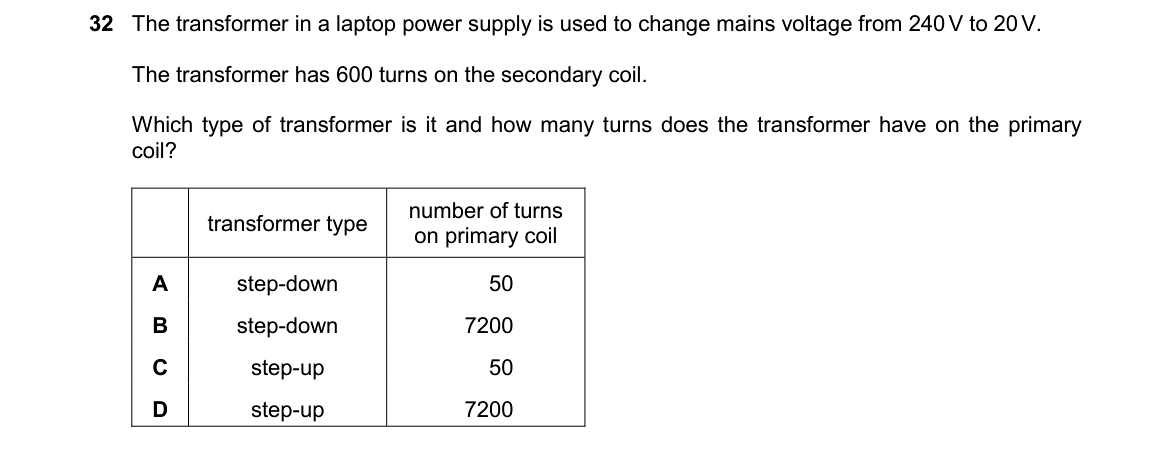 32 The transformer in a laptop power supply is used to change mains voltage from 240 V to 20 V.
The transformer has 600 turns on the secondary coil.
Which type of transformer is it and how many turns does the transformer have on the primary
coil?
transformer type number of turns
on primary coil
A step-down 50
B step-down 7200
C step-up 50
D step-up 7200